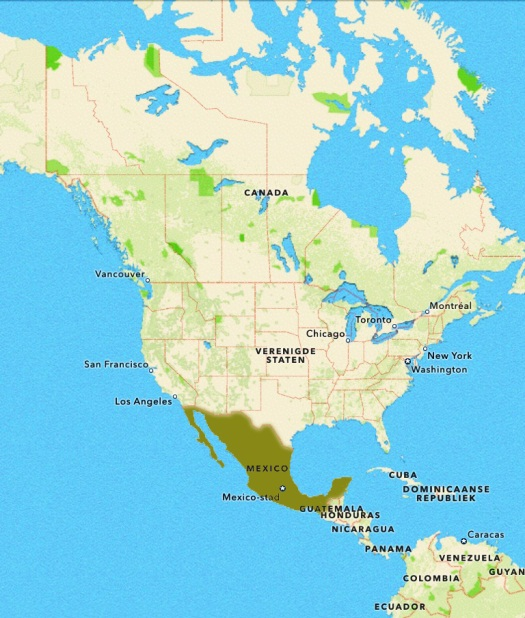 CANADA
Vancouver
Montréal
Toronto
Chicago
New York
VERENIGDE
STATEN
Washington
San Francisco
Los Angeles
MEXICO
CUBA
DOMINICAANSE
REPUBLIEK
Mexico-stad
GUATEMALA
HONDURAS
NICARAGUA
Caracas
PANAMA
VENEZUELA
GUYAN
COLOMBIA
ECUADOR